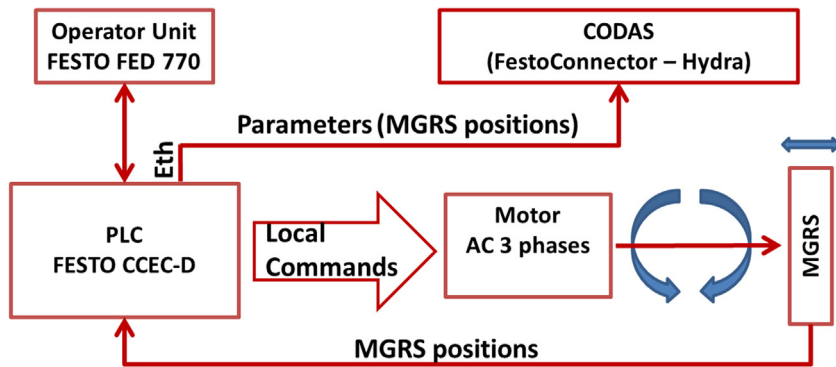 Operator Unit
FESTO FED 770
CODAS
(FestoConnector – Hydra)
Parameters (MGRS positions)
Eth
PLC
FESTO CCEC-D
Local
Commands
Motor
AC 3 phases
MGRS
MGRS positions